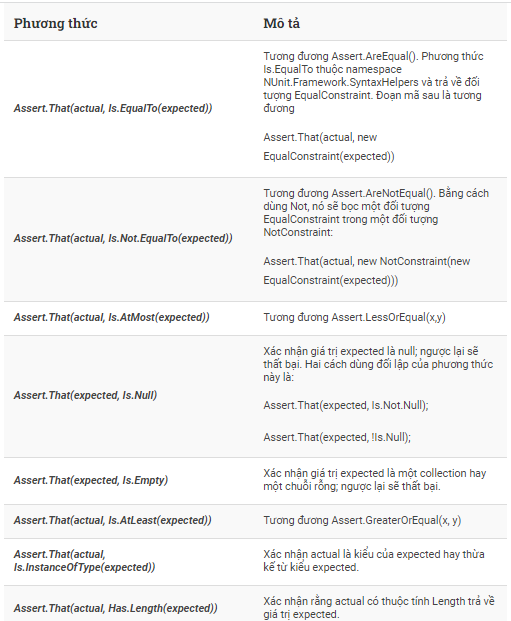 Phương thức
Mô tả
Assert.That(actual, Is.EqualTo(expected))
Tương đương Assert.AreEqual(). Phương thức
Is.EqualTo thuộc namespace
NUnit.Framework.SyntaxHelpers và trả về đối
tượng EqualConstraint. Đoạn mã sau là tương
đương
Assert.That(actual, new
EqualConstraint(expected))
Assert.That(actual, Is.Not.EqualTo(expected))
Tương đương Assert.AreNotEqual(). Bằng cách
dùng Not, nó sẽ bọc một đối tượng
EqualConstraint trong một đối tượng
NotConstraint:
Assert.That(actual, new NotConstraint(new
EqualConstraint(expected)))
Assert.That(actual, Is.AtMost(expected))
Tương đương Assert.LessOrEqual(x,y)
Assert.That(expected, Is.Null)
Xác nhận giá trị expected là null; ngược lại sẽ
thất bại. Hai cách dùng đối lập của phương thức
này là:
Assert.That(expected, Is.Not.Null);
Assert.That(expected, !Is.Null);
Assert.That(expected, Is.Empty)
Xác nhận giá trị expected là một collection hay
một chuỗi rỗng; ngược lại sẽ thất bại.
Assert.That(actual, Is.AtLeast(expected))
Tương đương Assert.GreaterOrEqual(x, y)
Assert.That(actual,
Is.InstanceOfType(expected))
Xác nhận actual là kiểu của expected hay thừa
kế từ kiểu expected.
Assert.That(actual, Has.Length(expected))
Xác nhận rằng actual có thuộc tính Length trả về
giá trị expected.